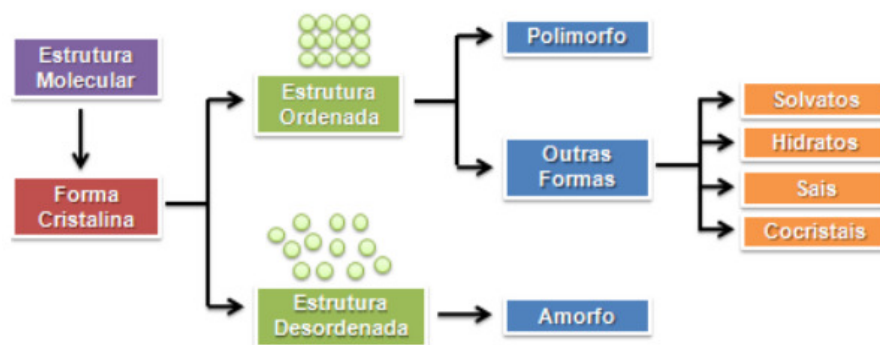 Estrutura
Molecular
Forma
Cristalina
Estrutura
Ordenada
Estrutura
Desordenada
Polimorfo
Outras
Formas
Amorfo
Solvatos
Hidratos
Sais
Cocristais